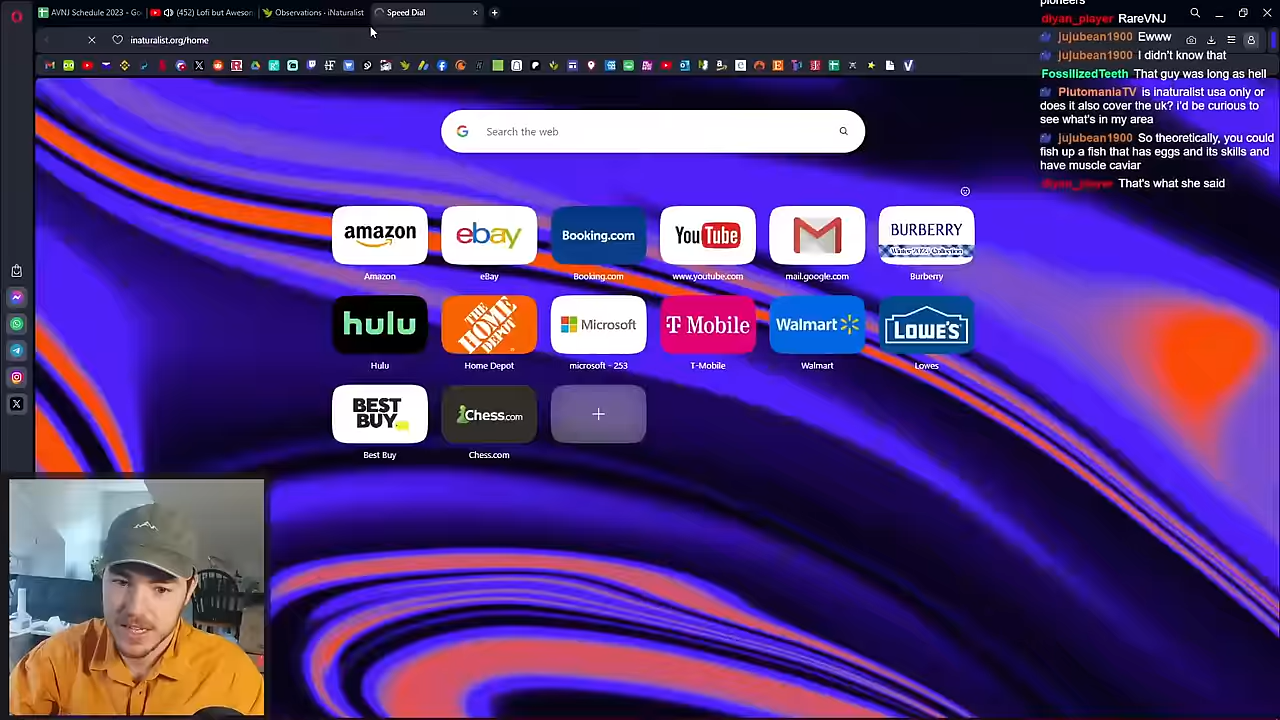 AVNJ Schedule 2023 - Go
(452) Lofi but Aweson
Observations - iNaturalist
Speed Dial
inaturalist.org/home
pioneers
diyan_player RareVNJ
jujubean1900 Ewww
jujubean1900 I didn't know that
FossilizedTeeth That guy was long as hell
PlutomaniaTV is inaturalist usa only or
does it also cover the uk? i'd be curious to
see what's in my area
jujubean1900 So theoretically, you could
fish up a fish that has eggs and its skills and
have muscle caviar
diyan_player That's what she said
Search the web
amazon
ebay
Booking.com
YouTube
BURBERRY
Winter 2023 Collection
Amazon
eBay
Booking.com
www.youtube.com
mail.google.com
Burberry
hulu
THE HOME DEPOT
Microsoft
T Mobile
Walmart
LOWE'S
Hulu
Home Depot
microsoft - 253
T-Mobile
Walmart
Lowes
BEST
BUY
Chess.com
Best Buy
Chess.com